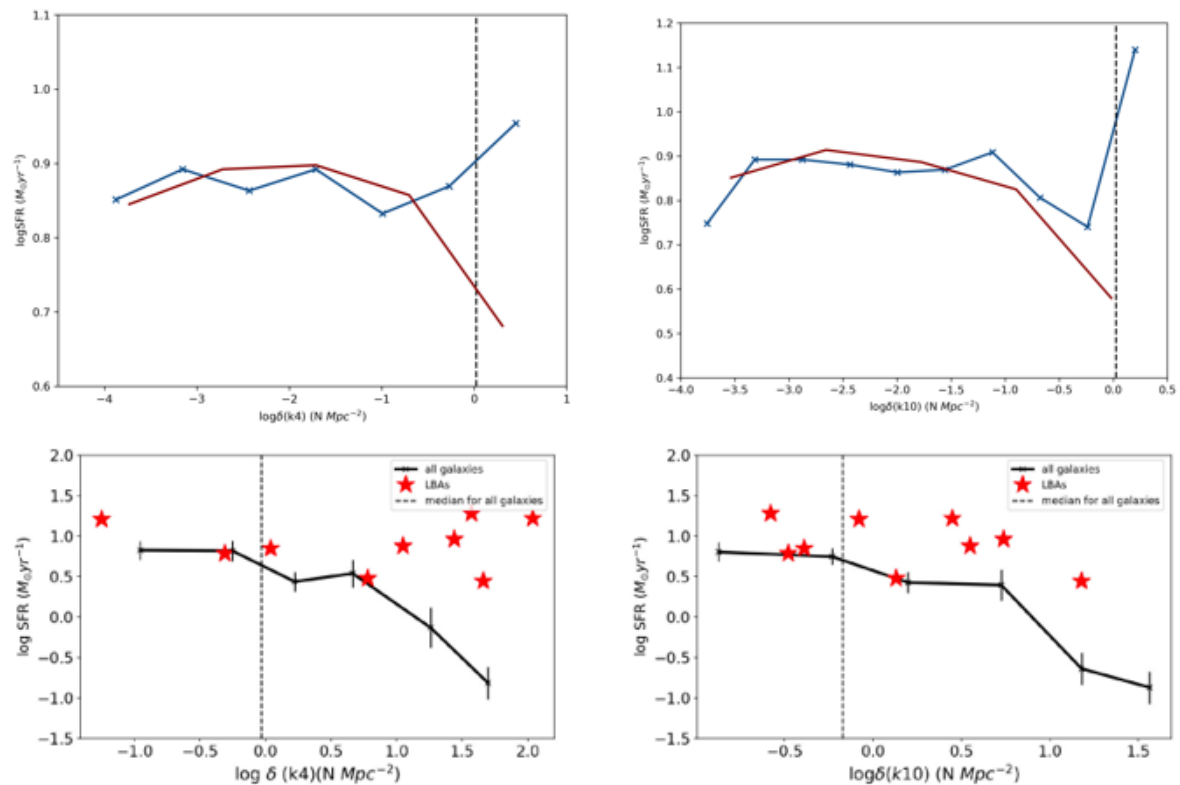 1.1
1.0
0.9
0.8
0.7
0.6
logSFR (M⊙yr⁻¹)
−4 −3 −2 −1 0 1
logδ(k4) (N Mpc⁻²)
1.2
1.1
1.0
0.9
0.8
0.7
0.6
0.5
0.4
logSFR (M⊙yr⁻¹)
−4.0 −3.5 −3.0 −2.5 −2.0 −1.5 −1.0 −0.5 0.0 0.5
logδ(k10) (N Mpc⁻²)
2.0
1.5
1.0
0.5
0.0
−0.5
−1.0
−1.5
log SFR (M⊙yr⁻¹)
all galaxies
LBAs
median for all galaxies
−1.0 −0.5 0.0 0.5 1.0 1.5 2.0
log δ (k4)(N Mpc⁻²)
2.0
1.5
1.0
0.5
0.0
−0.5
−1.0
−1.5
log SFR (M⊙yr⁻¹)
all galaxies
LBAs
median for all galaxies
−0.5 0.0 0.5 1.0 1.5
logδ(k10) (N Mpc⁻²)